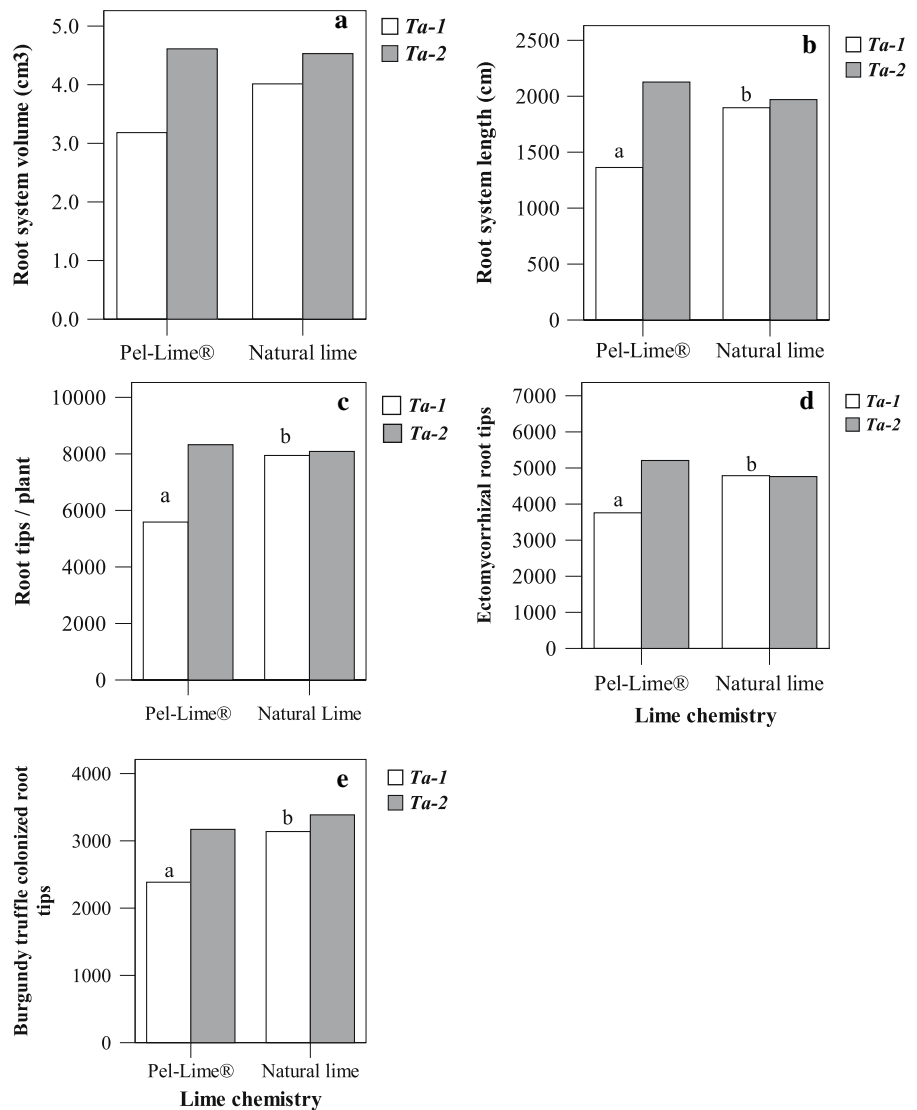 a
Ta-1
Ta-2
Root system volume (cm3)
5.0
4.0
3.0
2.0
1.0
0.0
Pel-Lime®
Natural lime
b
Ta-1
Ta-2
Root system length (cm)
2500
2000
1500
1000
500
0
a
b
Pel-Lime®
Natural lime
c
Ta-1
Ta-2
Root tips / plant
10000
8000
6000
4000
2000
0
a
b
Pel-Lime®
Natural Lime
d
Ta-1
Ta-2
Ectomycorrhizal root tips
7000
6000
5000
4000
3000
2000
1000
0
a
b
Pel-Lime®
Natural lime
Lime chemistry
e
Ta-1
Ta-2
Burgundy truffle colonized root
tips
4000
3000
2000
1000
0
a
b
Pel-Lime®
Natural lime
Lime chemistry